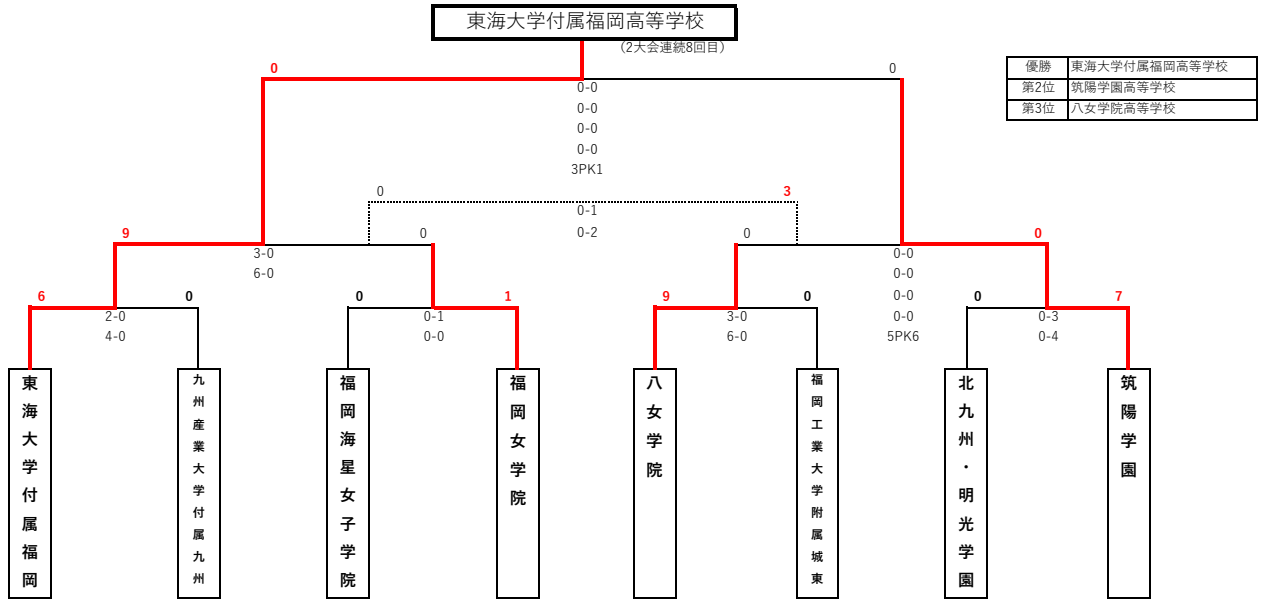 東海大学付属福岡高等学校
（2大会連続8回目）
優勝 東海大学付属福岡高等学校
第2位 筑陽学園高等学校
第3位 八女学院高等学校
0 0
0-0
0-0
0-0
0-0
3PK1
0 3
0-1
0-2
9 0
3-0
6-0
0 0
0-0
0-0
0-0
0-0
5PK6
6 0
2-0
4-0
0 1
0-1
0-0
9 0
3-0
6-0
0 7
0-3
0-4
東海大学付属福岡
九州産業大学付属九州
福岡海星女子学院
福岡女学院
八女学院
福岡工業大学附属城東
北九州・明光学園
筑陽学園